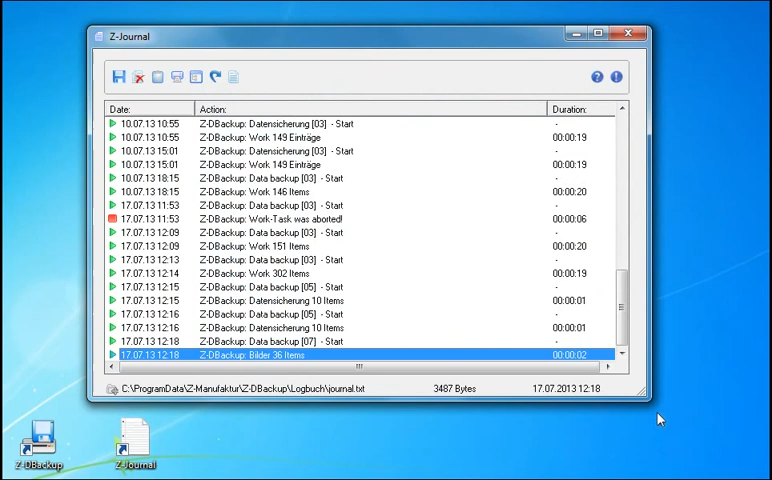 Z-Journal
Date: Action: Duration:
10.07.13 10:55 Z-DBackup: Datensicherung [03] - Start -
10.07.13 10:55 Z-DBackup: Work 149 Einträge 00:00:19
10.07.13 15:01 Z-DBackup: Datensicherung [03] - Start -
10.07.13 15:01 Z-DBackup: Work 149 Einträge 00:00:19
10.07.13 18:15 Z-DBackup: Data backup [03] - Start -
10.07.13 18:15 Z-DBackup: Work 146 Items 00:00:20
17.07.13 11:53 Z-DBackup: Data backup [03] - Start -
17.07.13 11:53 Z-DBackup: Work-Task was aborted! 00:00:06
17.07.13 12:09 Z-DBackup: Data backup [03] - Start -
17.07.13 12:09 Z-DBackup: Work 151 Items 00:00:20
17.07.13 12:13 Z-DBackup: Data backup [03] - Start -
17.07.13 12:14 Z-DBackup: Work 302 Items 00:00:19
17.07.13 12:15 Z-DBackup: Data backup [05] - Start -
17.07.13 12:15 Z-DBackup: Datensicherung 10 Items 00:00:01
17.07.13 12:16 Z-DBackup: Data backup [05] - Start -
17.07.13 12:16 Z-DBackup: Datensicherung 10 Items 00:00:01
17.07.13 12:18 Z-DBackup: Data backup [07] - Start -
17.07.13 12:18 Z-DBackup: Bilder 36 Items 00:00:02
C:\ProgramData\Z-Manufaktur\Z-DBackup\Logbuch\journal.txt 3487 Bytes 17.07.2013 12:18
Z-DBackup Z-Journal